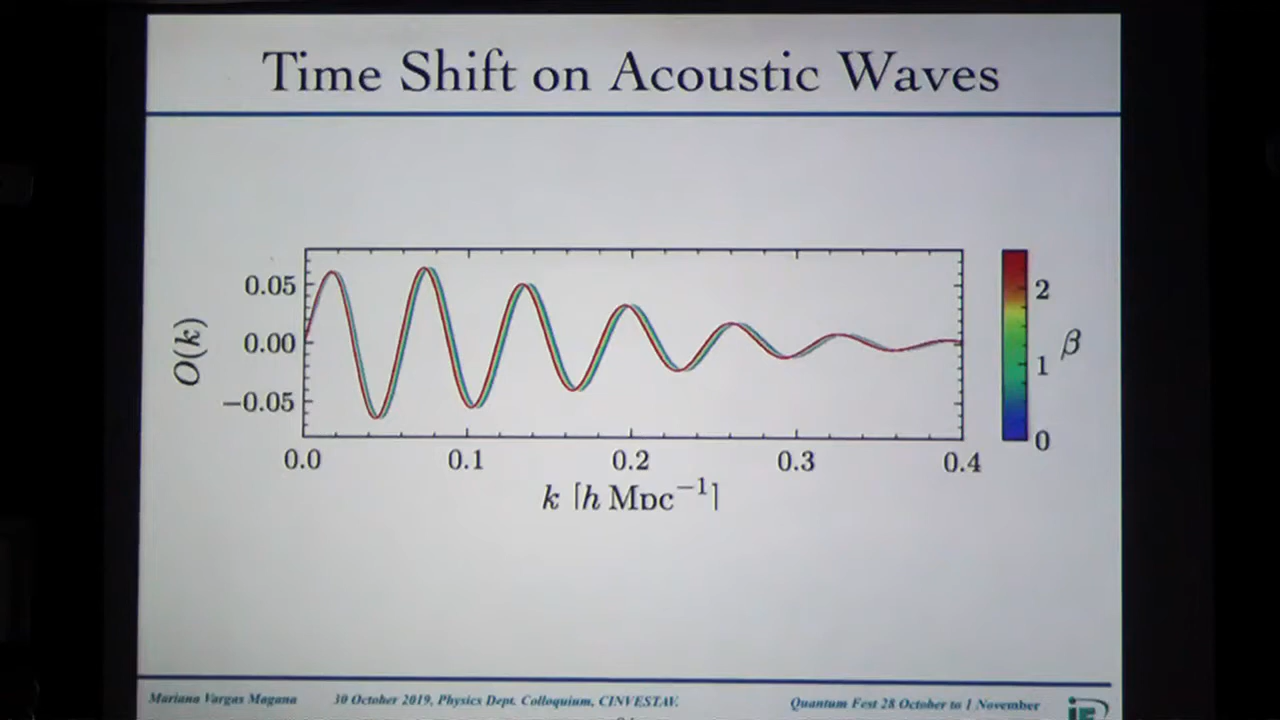 Time Shift on Acoustic Waves
0.05
0.00
−0.05
O(k)
0.0 0.1 0.2 0.3 0.4
k [h Mpc⁻¹]
2
1
0
β
Mariana Vargas Magana 30 October 2019, Physics Dept. Colloquium, CINVESTAV. Quantum Fest 28 October to 1 November